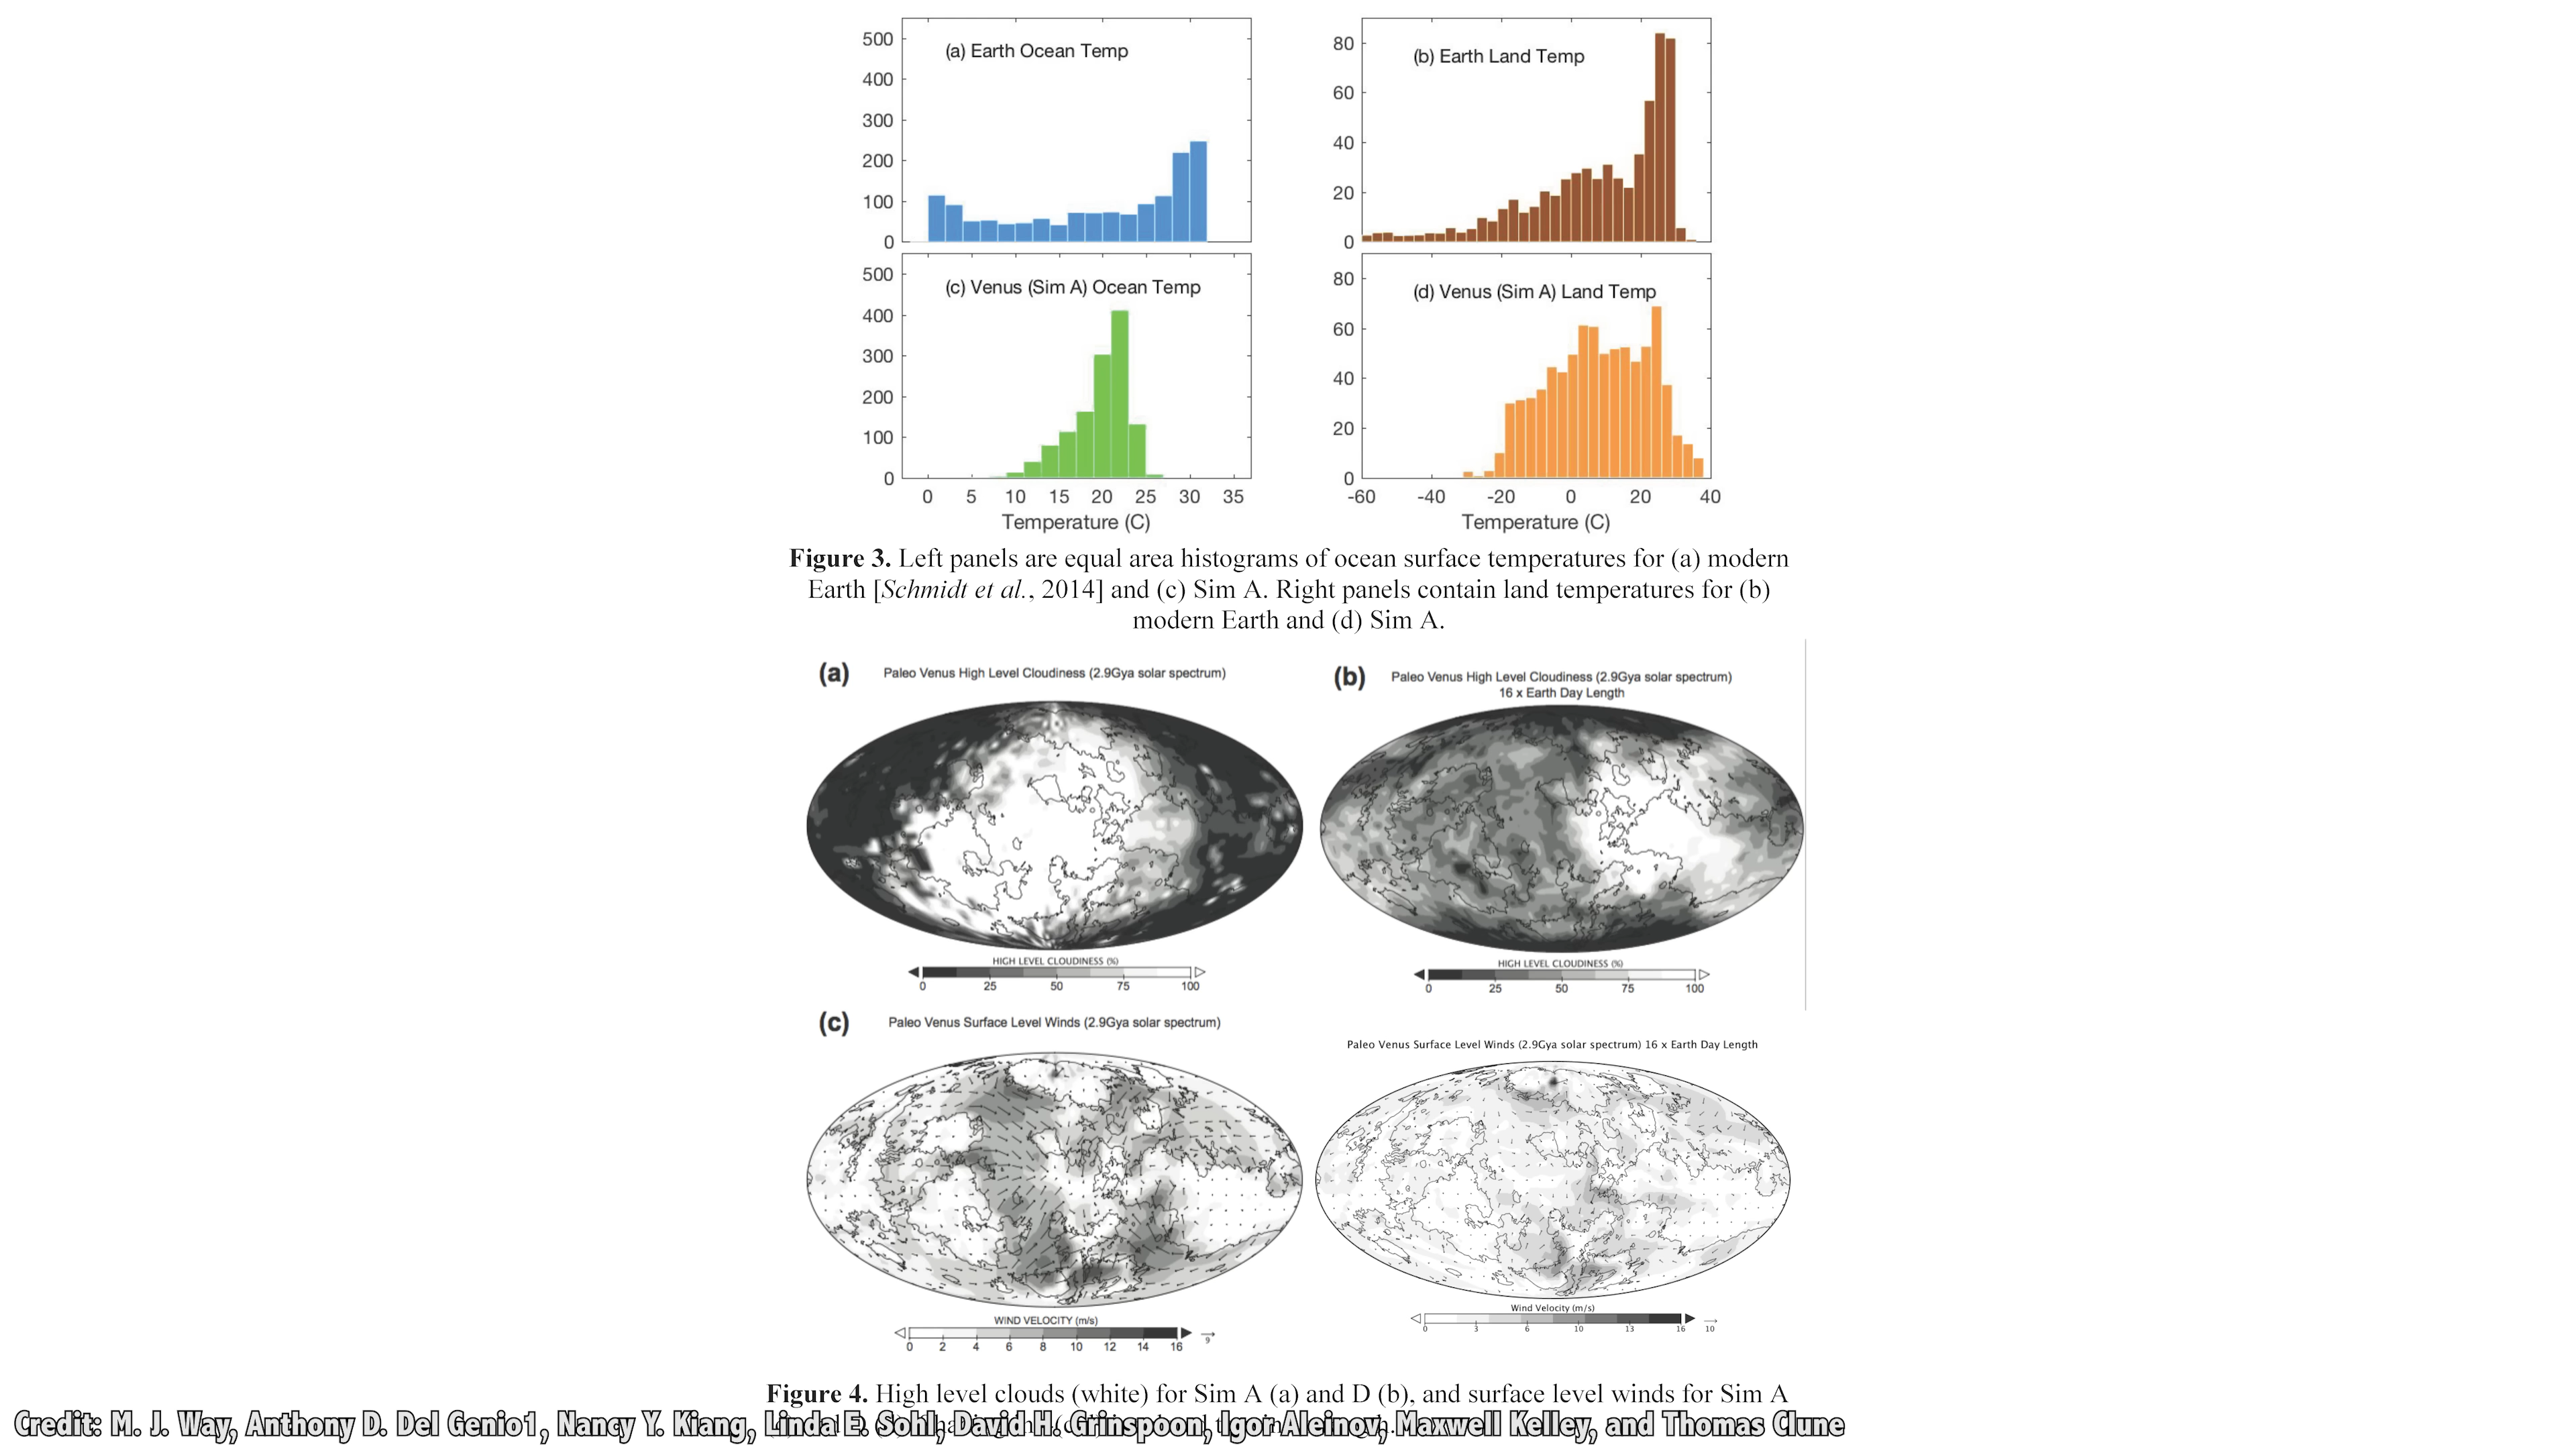 500
400
300
200
100
0
(a) Earth Ocean Temp
80
60
40
20
0
(b) Earth Land Temp
500
400
300
200
100
0
(c) Venus (Sim A) Ocean Temp
0 5 10 15 20 25 30 35
Temperature (C)
80
60
40
20
0
(d) Venus (Sim A) Land Temp
-60 -40 -20 0 20 40
Temperature (C)
Figure 3. Left panels are equal area histograms of ocean surface temperatures for (a) modern
Earth [Schmidt et al., 2014] and (c) Sim A. Right panels contain land temperatures for (b)
modern Earth and (d) Sim A.
(a) Paleo Venus High Level Cloudiness (2.9Gya solar spectrum)
HIGH LEVEL CLOUDINESS (%)
0 25 50 75 100
(b) Paleo Venus High Level Cloudiness (2.9Gya solar spectrum)
16 x Earth Day Length
HIGH LEVEL CLOUDINESS (%)
0 25 50 75 100
(c) Paleo Venus Surface Level Winds (2.9Gya solar spectrum)
WIND VELOCITY (m/s)
0 2 4 6 8 10 12 14 16 9
Paleo Venus Surface Level Winds (2.9Gya solar spectrum) 16 x Earth Day Length
Wind Velocity (m/s)
0 3 6 10 13 16 10
Figure 4. High level clouds (white) for Sim A (a) and D (b), and surface level winds for Sim A
Credit: M. J. Way, Anthony D. Del Genio1, Nancy Y. Kiang, Linda E. Sohl, David H. Grinspoon, Igor Aleinov, Maxwell Kelley, and Thomas Clune